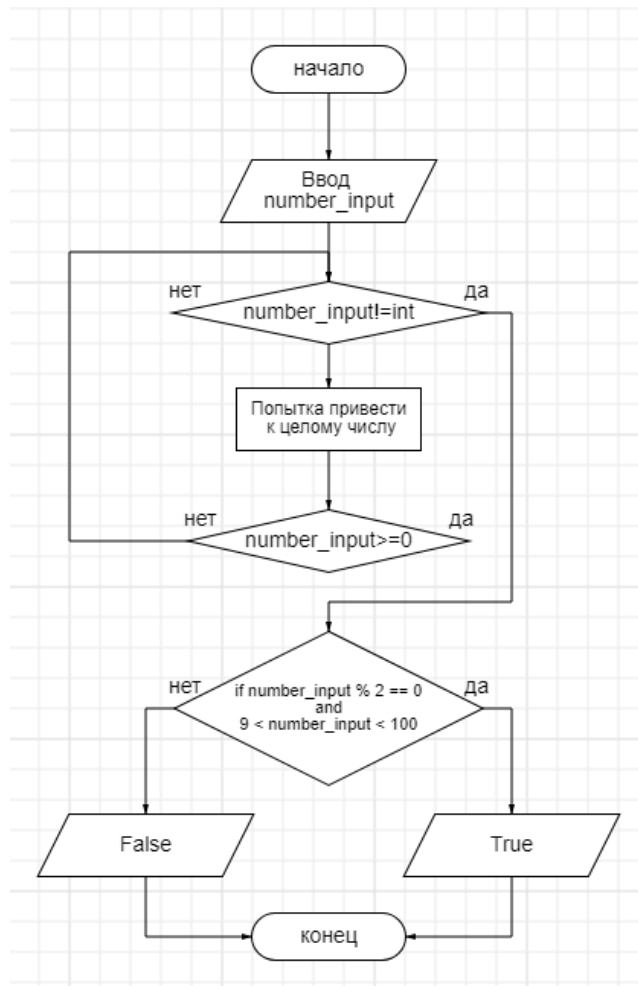 начало
Ввод
number_input
нет
да
number_input!=int
Попытка привести
к целому числу
нет
да
number_input>=0
нет
да
if number_input % 2 == 0
and
9 < number_input < 100
False
True
конец